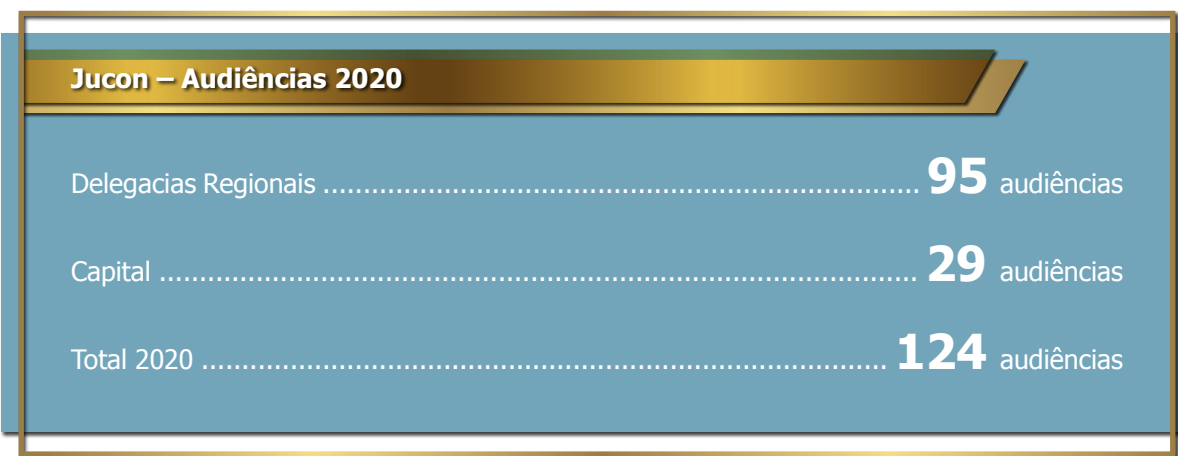 Jucon – Audiências 2020
Delegacias Regionais .......................................................................... 95 audiências
Capital .............................................................................................. 29 audiências
Total 2020 ..................................................................................... 124 audiências